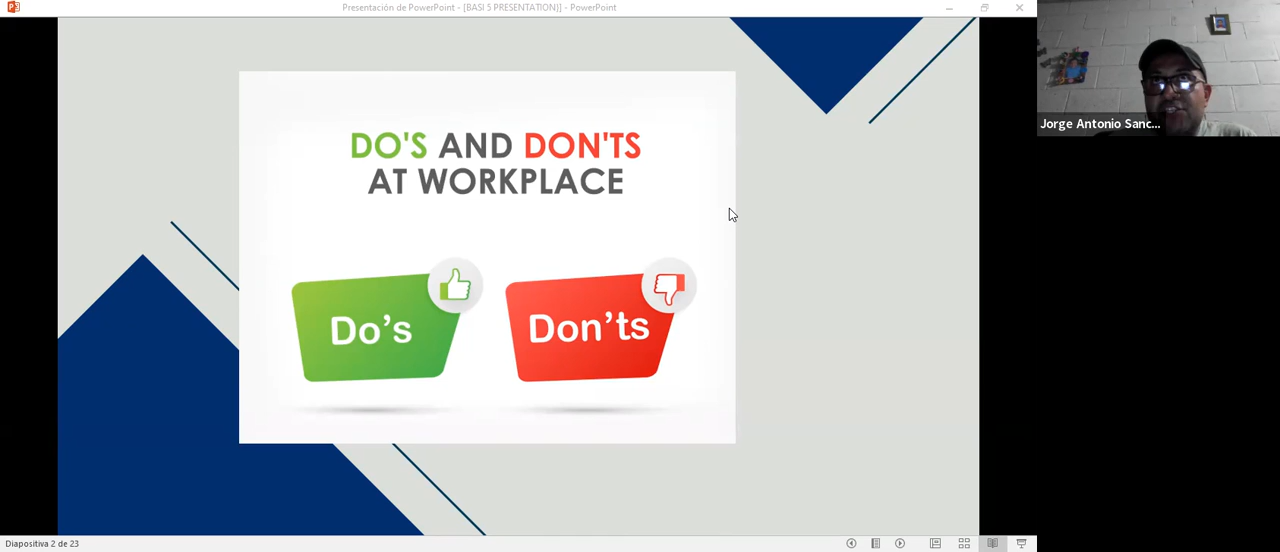 Presentación de PowerPoint - [BASI 5 PRESENTATION)] - PowerPoint
Jorge Antonio Sanc...
DO'S AND DON'TS
AT WORKPLACE
Do's
Don'ts
Diapositiva 2 de 23